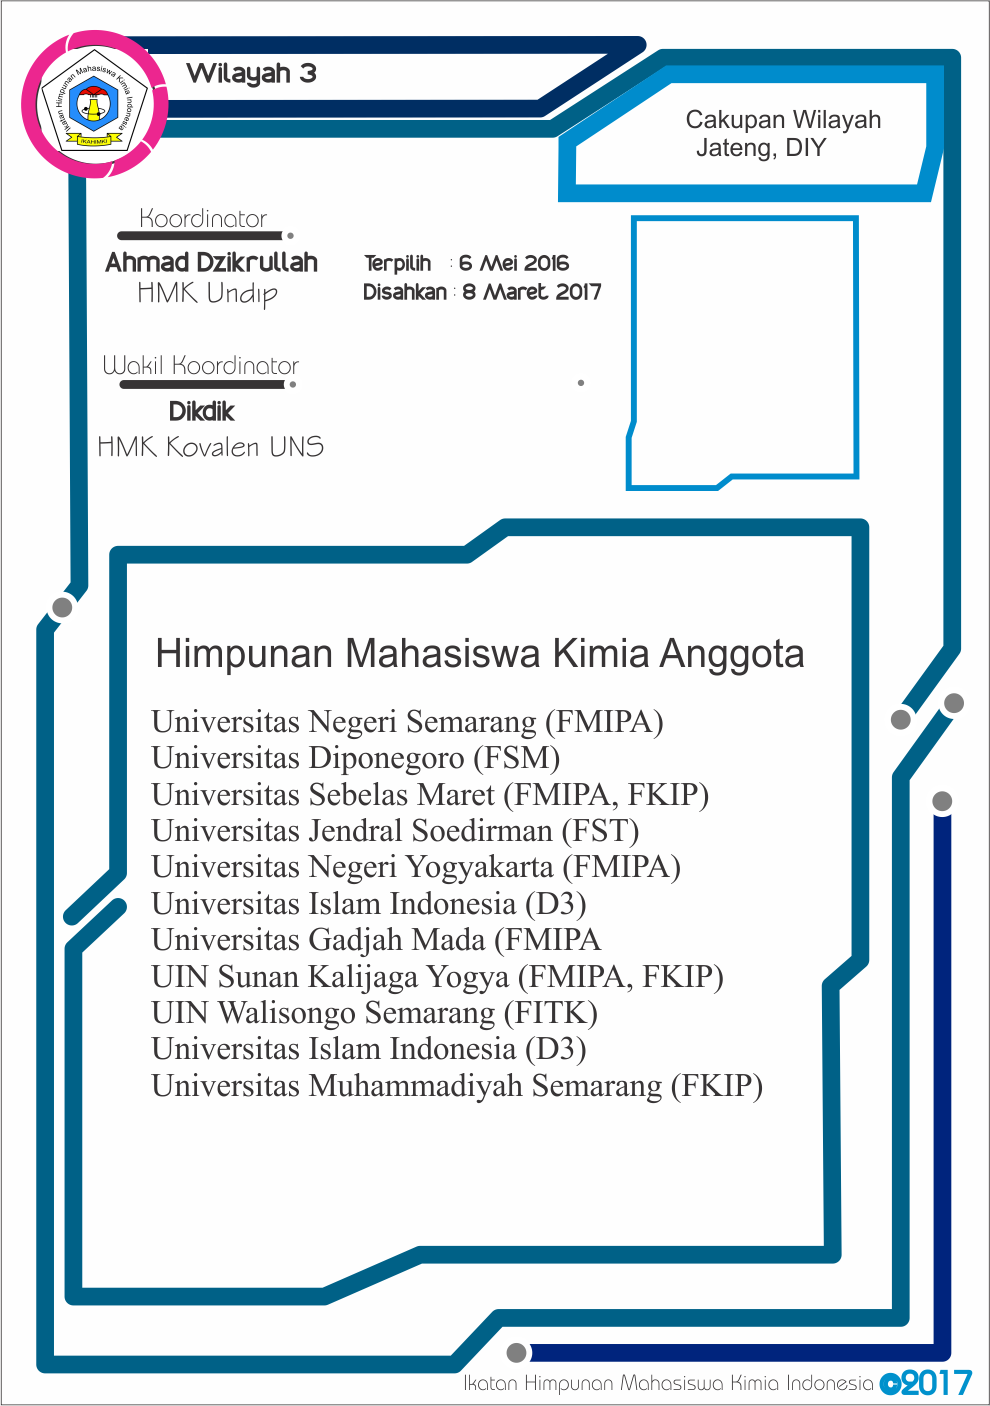 Ikatan Himpunan Mahasiswa Kimia Indonesia
IKAHIMKI
Wilayah 3
Cakupan Wilayah
Jateng, DIY
Koordinator
Ahmad Dzikrullah
HMK Undip
Terpilih : 6 Mei 2016
Disahkan : 8 Maret 2017
Wakil Koordinator
Dikdik
HMK Kovalen UNS
Himpunan Mahasiswa Kimia Anggota
Universitas Negeri Semarang (FMIPA)
Universitas Diponegoro (FSM)
Universitas Sebelas Maret (FMIPA, FKIP)
Universitas Jendral Soedirman (FST)
Universitas Negeri Yogyakarta (FMIPA)
Universitas Islam Indonesia (D3)
Universitas Gadjah Mada (FMIPA
UIN Sunan Kalijaga Yogya (FMIPA, FKIP)
UIN Walisongo Semarang (FITK)
Universitas Islam Indonesia (D3)
Universitas Muhammadiyah Semarang (FKIP)
Ikatan Himpunan Mahasiswa Kimia Indonesia ©2017